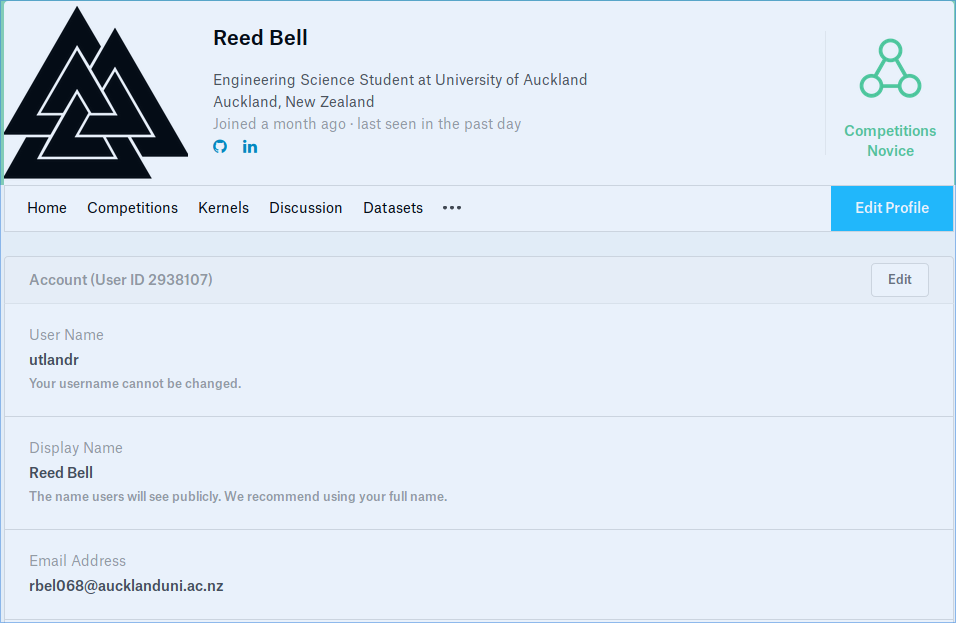 Reed Bell
Engineering Science Student at University of Auckland
Auckland, New Zealand
Joined a month ago · last seen in the past day
in
Competitions
Novice
Home Competitions Kernels Discussion Datasets •••
Edit Profile
Account (User ID 2938107)
Edit
User Name
utlandr
Your username cannot be changed.
Display Name
Reed Bell
The name users will see publicly. We recommend using your full name.
Email Address
rbel068@aucklanduni.ac.nz